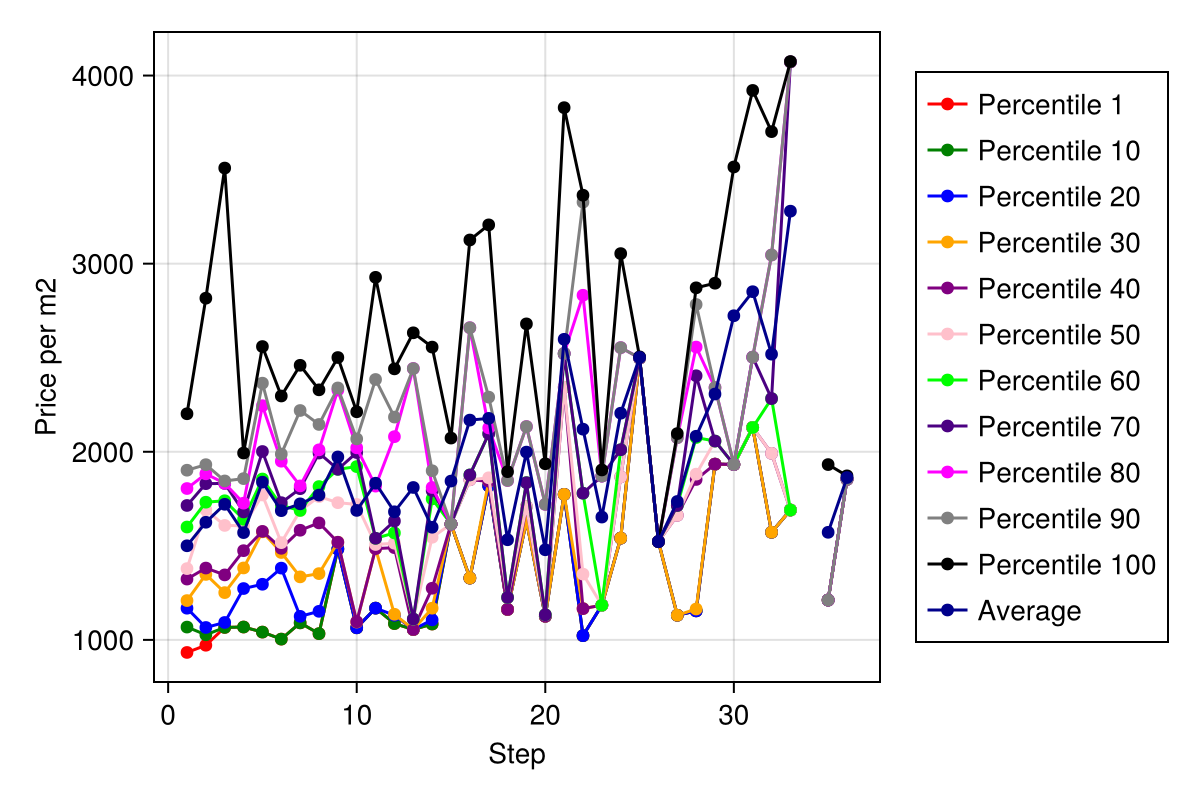 4000
3000
2000
1000
Price per m2
0 10 20 30
Step
Percentile 1
Percentile 10
Percentile 20
Percentile 30
Percentile 40
Percentile 50
Percentile 60
Percentile 70
Percentile 80
Percentile 90
Percentile 100
Average